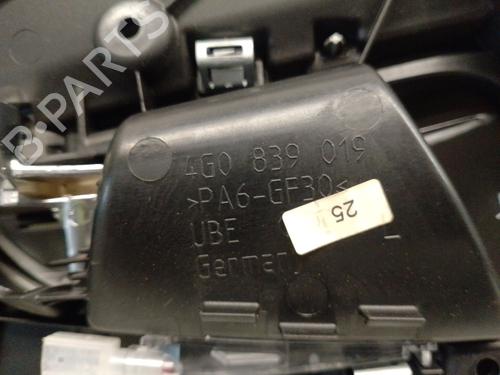 B-PARTS
4G0 839 019
>PA6-GF30<
UBE
25
Germany